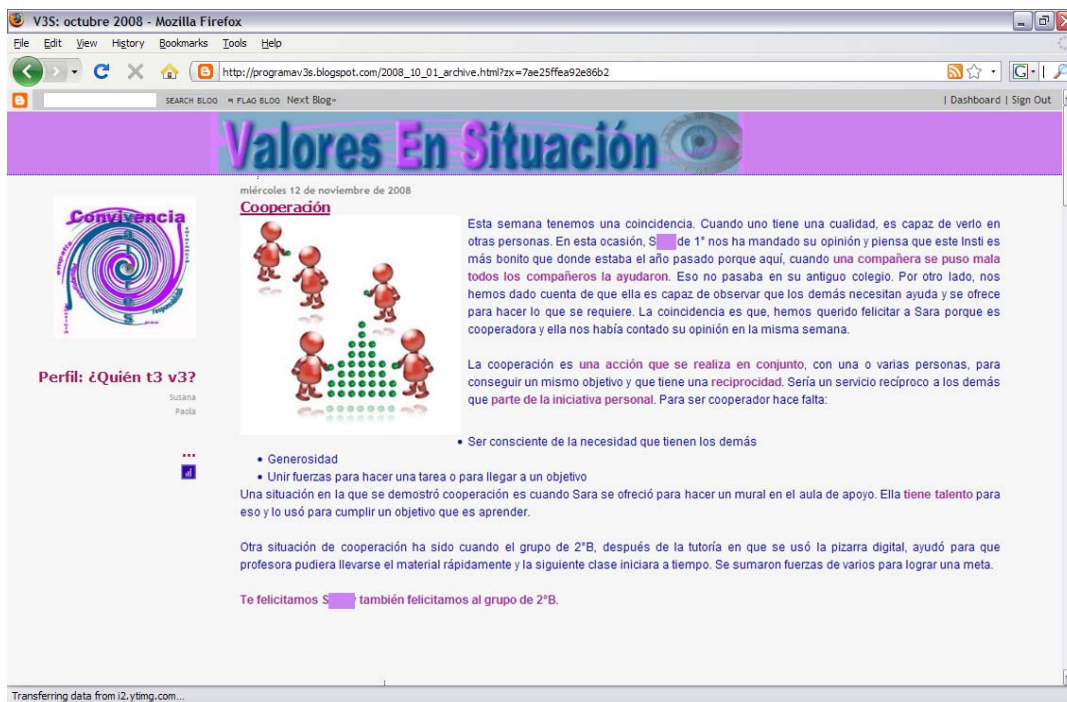 V3S: octubre 2008 - Mozilla Firefox
File Edit View History Bookmarks Tools Help
http://programav3s.blogspot.com/2008_10_01_archive.html?zx=7ae25ffea92e86b2
SEARCH BLOG FLAG BLOG Next Blog»
| Dashboard | Sign Out
Valores En Situación
Convivencia
empatía
Perfil: ¿Quién t3 v3?
Susana
Paola
...
miércoles 12 de noviembre de 2008
Cooperación
Esta semana tenemos una coincidencia. Cuando uno tiene una cualidad, es capaz de verlo en
otras personas. En esta ocasión, S de 1° nos ha mandado su opinión y piensa que este Insti es
más bonito que donde estaba el año pasado porque aquí, cuando una compañera se puso mala
todos los compañeros la ayudaron. Eso no pasaba en su antiguo colegio. Por otro lado, nos
hemos dado cuenta de que ella es capaz de observar que los demás necesitan ayuda y se ofrece
para hacer lo que se requiere. La coincidencia es que, hemos querido felicitar a Sara porque es
cooperadora y ella nos había contado su opinión en la misma semana.
La cooperación es una acción que se realiza en conjunto, con una o varias personas, para
conseguir un mismo objetivo y que tiene una reciprocidad. Sería un servicio recíproco a los demás
que parte de la iniciativa personal. Para ser cooperador hace falta:
• Ser consciente de la necesidad que tienen los demás
• Generosidad
• Unir fuerzas para hacer una tarea o para llegar a un objetivo
Una situación en la que se demostró cooperación es cuando Sara se ofreció para hacer un mural en el aula de apoyo. Ella tiene talento para
eso y lo usó para cumplir un objetivo que es aprender.
Otra situación de cooperación ha sido cuando el grupo de 2°B, después de la tutoría en que se usó la pizarra digital, ayudó para que
profesora pudiera llevarse el material rápidamente y la siguiente clase iniciara a tiempo. Se sumaron fuerzas de varios para lograr una meta.
Te felicitamos S también felicitamos al grupo de 2°B.
Transferring data from i2.ytimg.com...